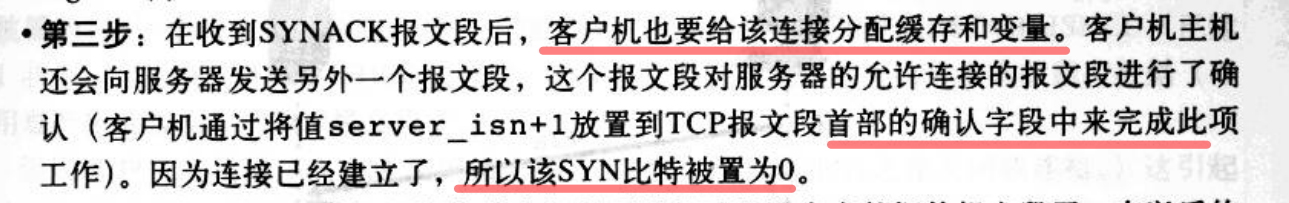 • 第三步：在收到SYNACK报文段后，客户机也要给该连接分配缓存和变量。客户机主机
还会向服务器发送另外一个报文段，这个报文段对服务器的允许连接的报文段进行了确
认（客户机通过将值server_isn+1放置到TCP报文段首部的确认字段中来完成此项
工作）。因为连接已经建立了，所以该SYN比特被置为0。